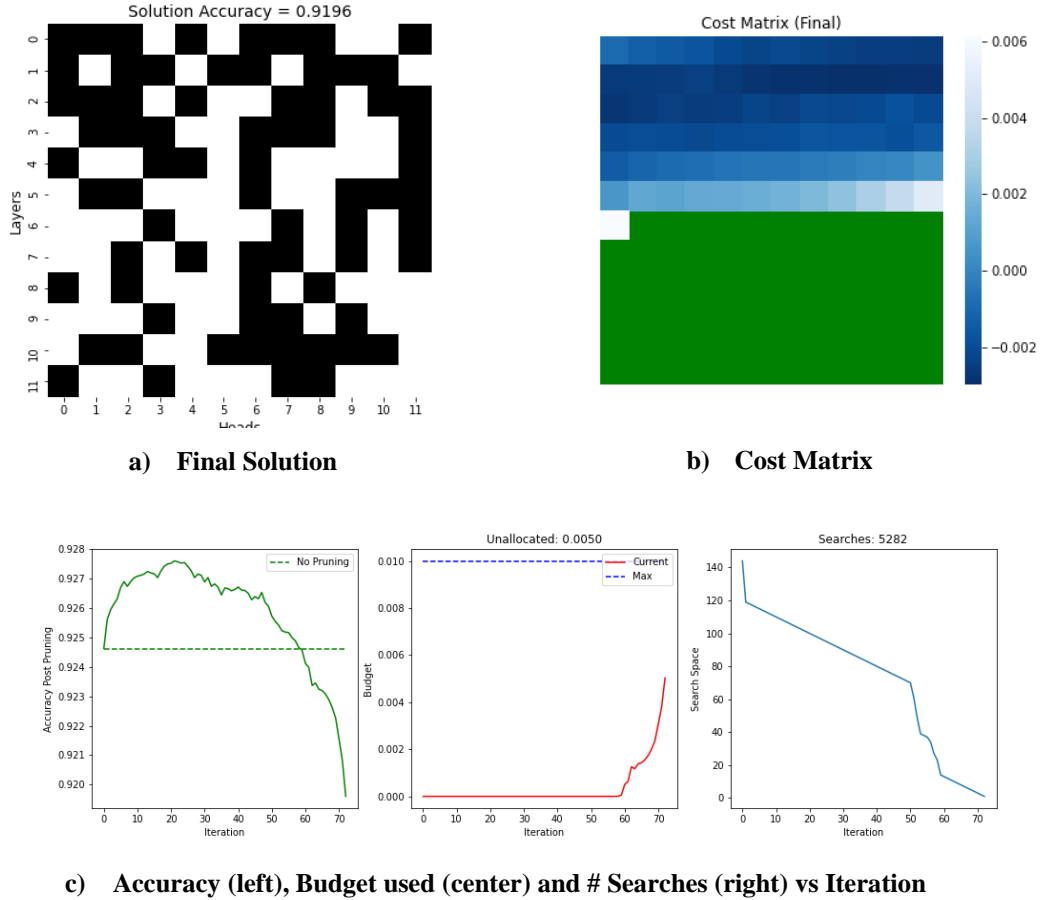 Solution Accuracy = 0.9196
0
1
2
3
4
5
6
7
8
9
10
11
Layers
0 1 2 3 4 5 6 7 8 9 10 11
Heads
a) Final Solution
Cost Matrix (Final)
0.006
0.004
0.002
0.000
−0.002
b) Cost Matrix
0.928
0.927
0.926
0.925
0.924
0.923
0.922
0.921
0.920
Accuracy Post Pruning
No Pruning
0 10 20 30 40 50 60 70
Iteration
Unallocated: 0.0050
0.010
0.008
0.006
0.004
0.002
0.000
Budget
Current
Max
0 10 20 30 40 50 60 70
Iteration
Searches: 5282
140
120
100
80
60
40
20
0
Search Space
0 10 20 30 40 50 60 70
Iteration
c) Accuracy (left), Budget used (center) and # Searches (right) vs Iteration